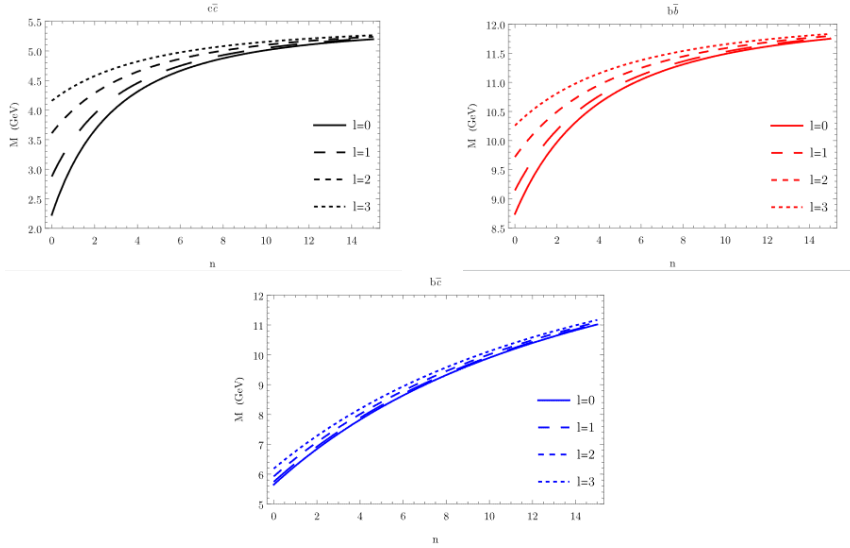 cc̅
5.5
5.0
4.5
4.0
3.5
3.0
2.5
2.0
M (GeV)
0 2 4 6 8 10 12 14
n
l=0
l=1
l=2
l=3
bb̅
12.0
11.5
11.0
10.5
10.0
9.5
9.0
8.5
M (GeV)
0 2 4 6 8 10 12 14
n
l=0
l=1
l=2
l=3
bc̅
12
11
10
9
8
7
6
5
M (GeV)
0 2 4 6 8 10 12 14
n
l=0
l=1
l=2
l=3